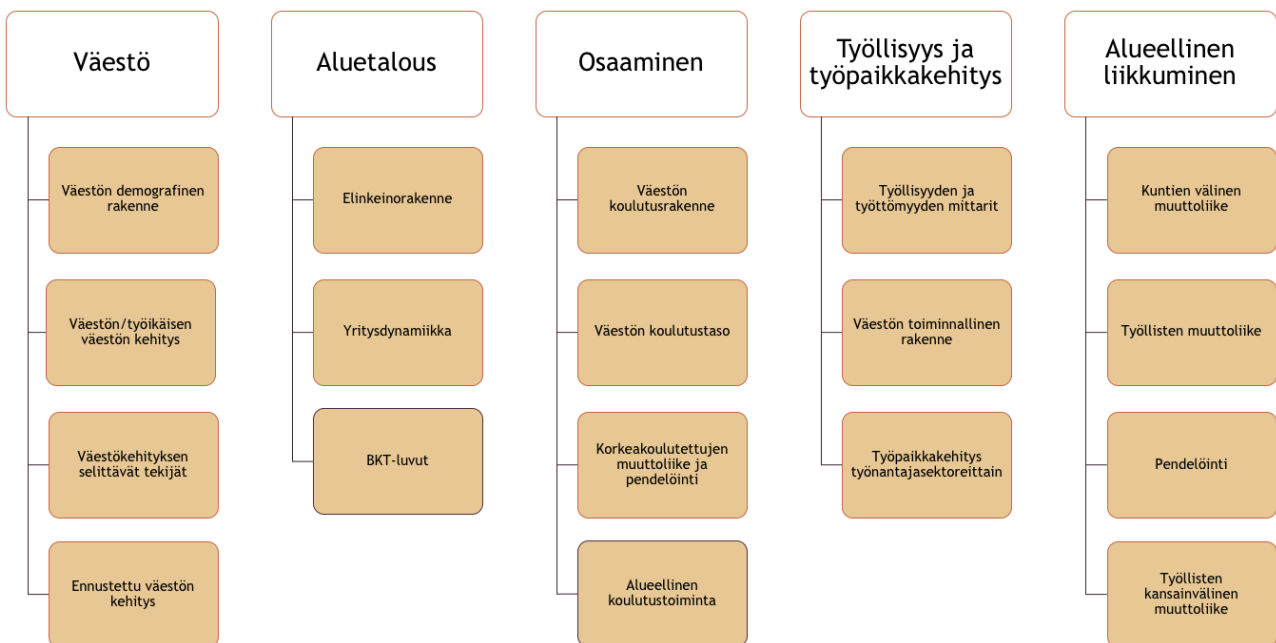 Väestö
Väestön demografinen
rakenne
Väestön/työikäisen
väestön kehitys
Väestökehityksen
selittävät tekijät
Ennustettu väestön
kehitys
Aluetalous
Elinkeinorakenne
Yritysdynamiikka
BKT-luvut
Osaaminen
Väestön
koulutusrakenne
Väestön koulutustaso
Korkeakoulutettujen
muuttoliike ja
pendelöinti
Alueellinen
koulutustoiminta
Työllisyys ja
työpaikkakehitys
Työllisyyden ja
työttömyyden mittarit
Väestön toiminnallinen
rakenne
Työpaikkakehitys
työnantajasektoreittain
Alueellinen
liikkuminen
Kuntien välinen
muuttoliike
Työllisten muuttoliike
Pendelöinti
Työllisten
kansainvälinen
muuttoliike